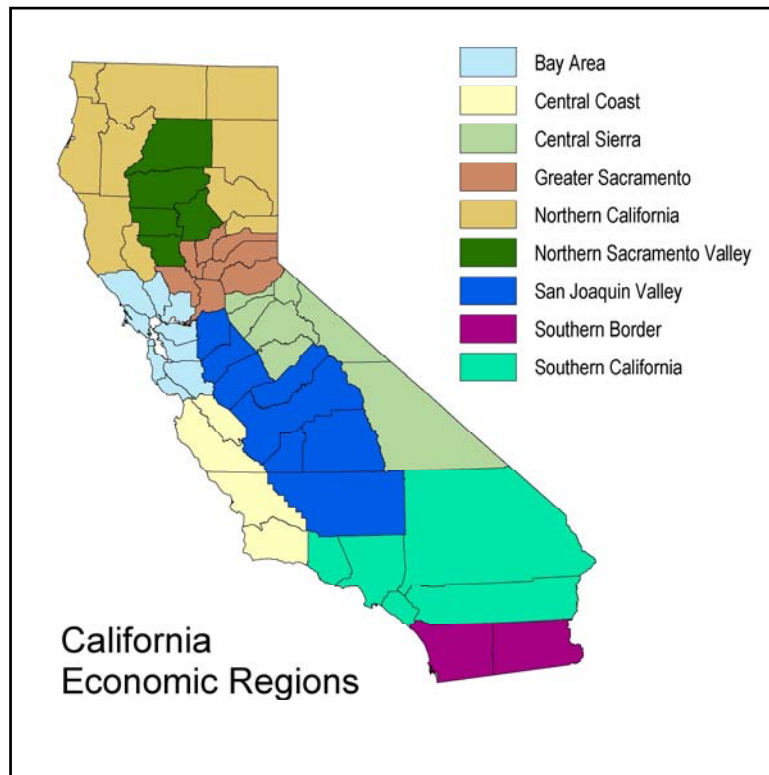 Bay Area
Central Coast
Central Sierra
Greater Sacramento
Northern California
Northern Sacramento Valley
San Joaquin Valley
Southern Border
Southern California
California
Economic Regions